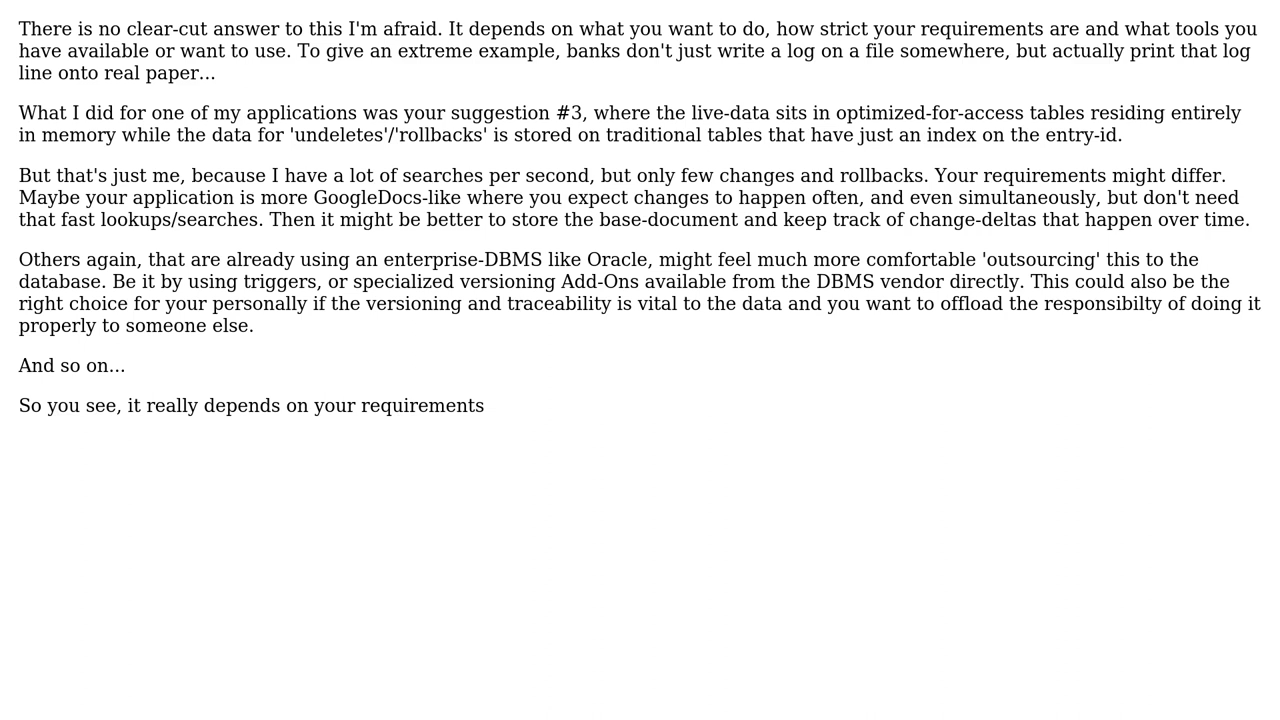 There is no clear-cut answer to this I'm afraid. It depends on what you want to do, how strict your requirements are and what tools you
have available or want to use. To give an extreme example, banks don't just write a log on a file somewhere, but actually print that log
line onto real paper...
What I did for one of my applications was your suggestion #3, where the live-data sits in optimized-for-access tables residing entirely
in memory while the data for 'undeletes'/'rollbacks' is stored on traditional tables that have just an index on the entry-id.
But that's just me, because I have a lot of searches per second, but only few changes and rollbacks. Your requirements might differ.
Maybe your application is more GoogleDocs-like where you expect changes to happen often, and even simultaneously, but don't need
that fast lookups/searches. Then it might be better to store the base-document and keep track of change-deltas that happen over time.
Others again, that are already using an enterprise-DBMS like Oracle, might feel much more comfortable 'outsourcing' this to the
database. Be it by using triggers, or specialized versioning Add-Ons available from the DBMS vendor directly. This could also be the
right choice for your personally if the versioning and traceability is vital to the data and you want to offload the responsibilty of doing it
properly to someone else.
And so on...
So you see, it really depends on your requirements